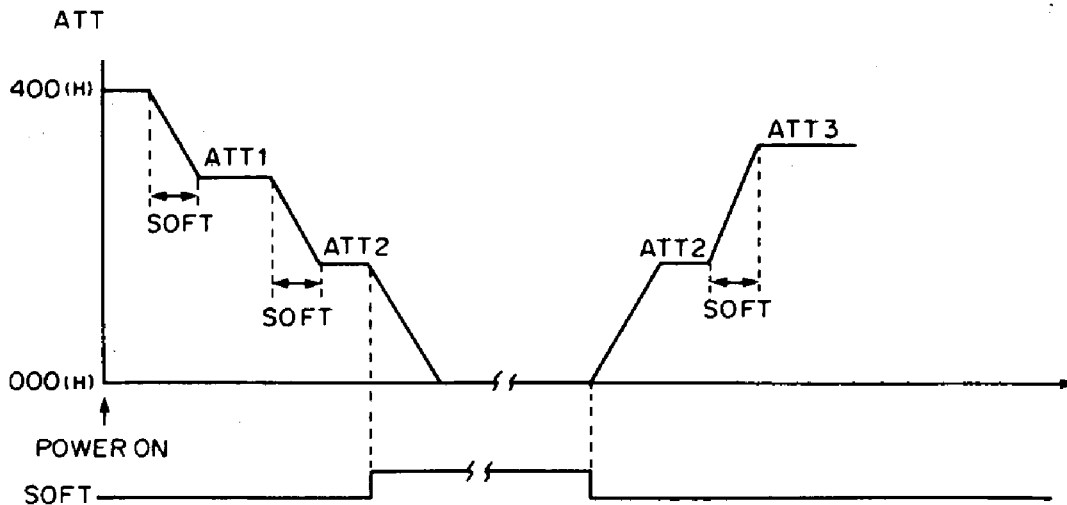 ATT
400(H)
ATT1
SOFT
ATT2
SOFT
ATT3
ATT2
SOFT
000(H)
POWER ON
SOFT